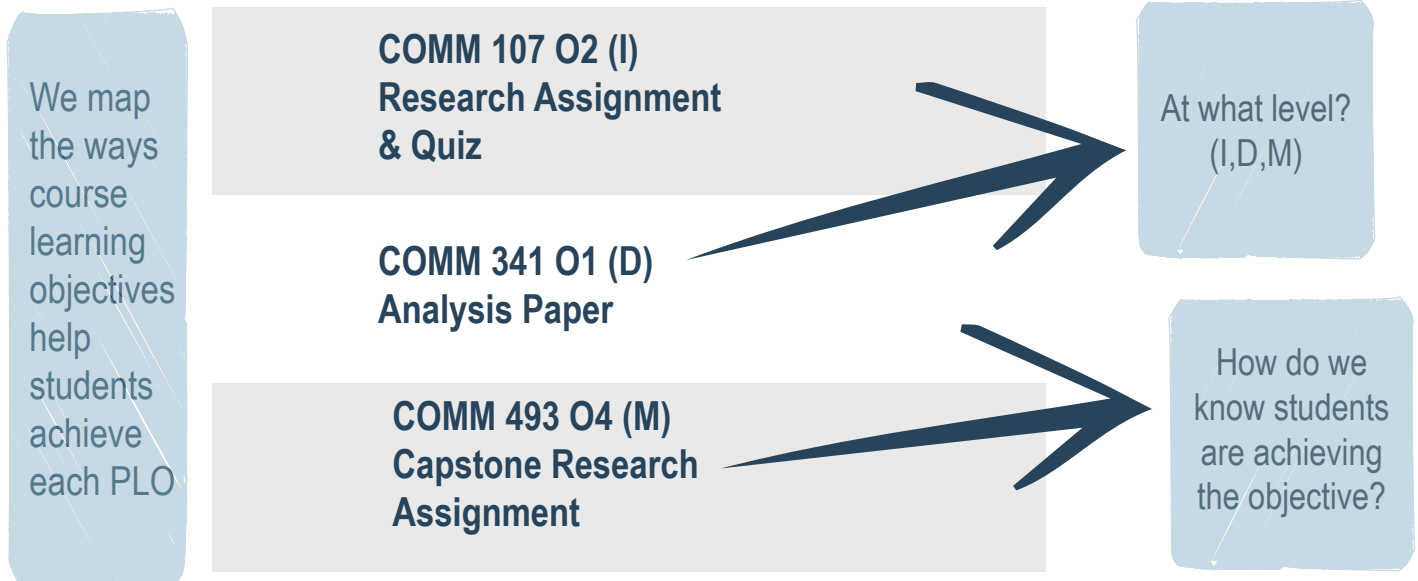 We map
the ways
course
learning
objectives
help
students
achieve
each PLO
COMM 107 O2 (I)
Research Assignment
& Quiz
COMM 341 O1 (D)
Analysis Paper
COMM 493 O4 (M)
Capstone Research
Assignment
At what level?
(I,D,M)
How do we
know students
are achieving
the objective?